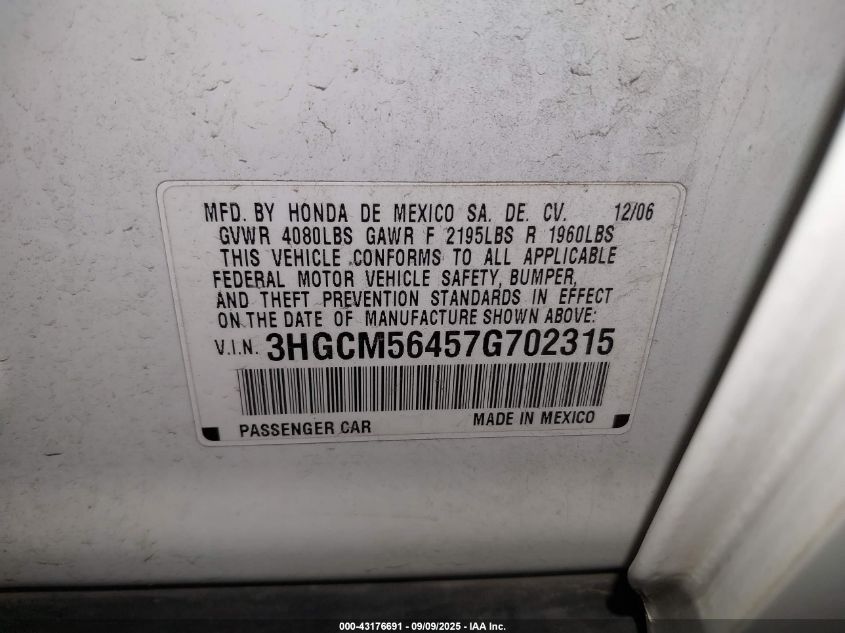 MFD. BY HONDA DE MEXICO SA. DE. CV. 12/06
GVWR 4080LBS GAWR F 2195LBS R 1960LBS
THIS VEHICLE CONFORMS TO ALL APPLICABLE
FEDERAL MOTOR VEHICLE SAFETY, BUMPER,
AND THEFT PREVENTION STANDARDS IN EFFECT
ON THE DATE OF MANUFACTURE SHOWN ABOVE:
V.I.N. 3HGCM56457G702315
PASSENGER CAR MADE IN MEXICO
000-43176691 - 09/09/2025 - IAA Inc.